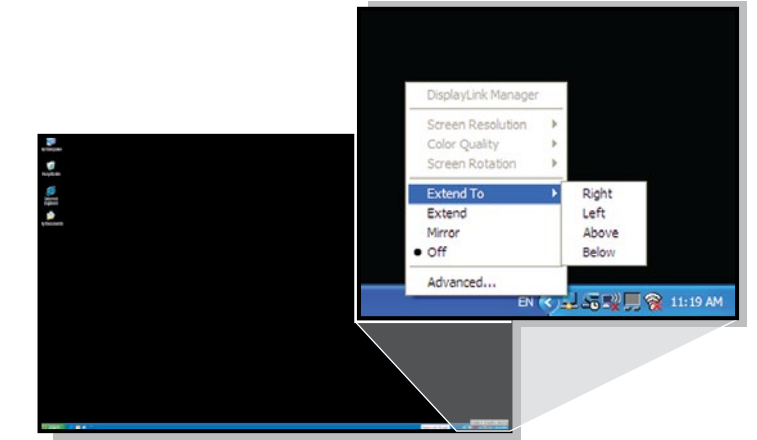 DisplayLink Manager
Screen Resolution
Color Quality
Screen Rotation
Extend To
Right
Extend
Left
Mirror
Above
Off
Below
Advanced...
EN
11:19 AM